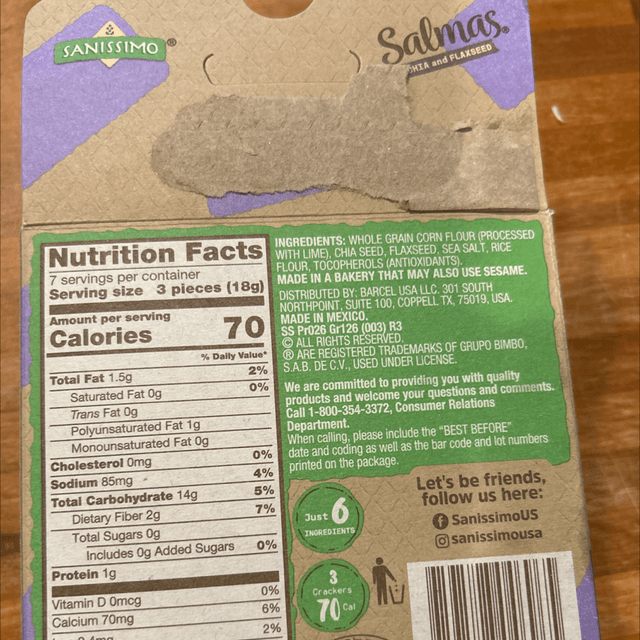 SANISSIMO®
Salmas®
CHIA and FLAXSEED
Nutrition Facts
7 servings per container
Serving size 3 pieces (18g)
Amount per serving
Calories 70
% Daily Value*
Total Fat 1.5g 2%
Saturated Fat 0g 0%
Trans Fat 0g
Polyunsaturated Fat 1g
Monounsaturated Fat 0g
Cholesterol 0mg 0%
Sodium 85mg 4%
Total Carbohydrate 14g 5%
Dietary Fiber 2g 7%
Total Sugars 0g
Includes 0g Added Sugars 0%
Protein 1g
Vitamin D 0mcg 0%
Calcium 70mg 6%
2%
INGREDIENTS: WHOLE GRAIN CORN FLOUR (PROCESSED
WITH LIME), CHIA SEED, FLAXSEED, SEA SALT, RICE
FLOUR, TOCOPHEROLS (ANTIOXIDANTS).
MADE IN A BAKERY THAT MAY ALSO USE SESAME.
DISTRIBUTED BY: BARCEL USA LLC. 301 SOUTH
NORTHPOINT, SUITE 100, COPPELL TX, 75019, USA.
MADE IN MEXICO.
SS Pr026 Gr126 (003) R3
© ALL RIGHTS RESERVED.
® ARE REGISTERED TRADEMARKS OF GRUPO BIMBO,
S.A.B. DE C.V., USED UNDER LICENSE.
We are committed to providing you with quality
products and welcome your questions and comments.
Call 1-800-354-3372, Consumer Relations
Department.
When calling, please include the "BEST BEFORE"
date and coding as well as the bar code and lot numbers
printed on the package.
Just 6
INGREDIENTS
3
Crackers
70 Cal
Let's be friends,
follow us here:
SanissimoUS
sanissimousa